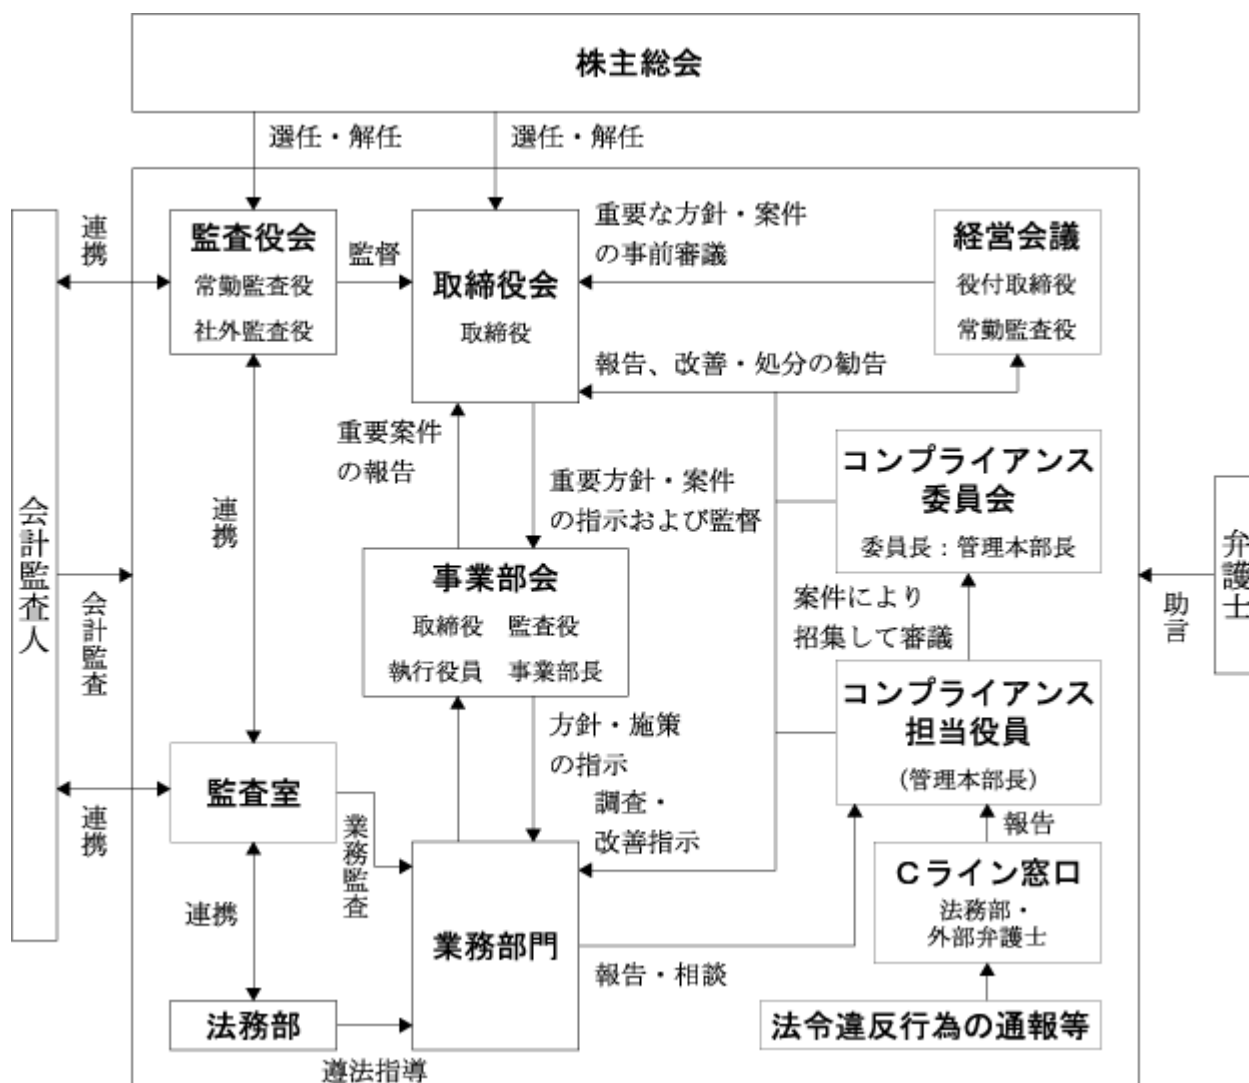 株主総会
選任・解任
選任・解任
連携
監査役会
常勤監査役
社外監査役
監督
取締役会
取締役
重要な方針・案件
の事前審議
経営会議
役付取締役
常勤監査役
報告、改善・処分の勧告
重要案件
の報告
重要方針・案件
の指示および監督
コンプライアンス
委員会
委員長：管理本部長
連携
会計監査人
会計監査
弁護士
助言
事業部会
取締役 監査役
執行役員 事業部長
案件により
招集して審議
コンプライアンス
担当役員
（管理本部長）
方針・施策
の指示
調査・
改善指示
監査室
連携
業務監査
報告
Cライン窓口
法務部・
外部弁護士
連携
業務部門
報告・相談
法務部
遵法指導
法令違反行為の通報等